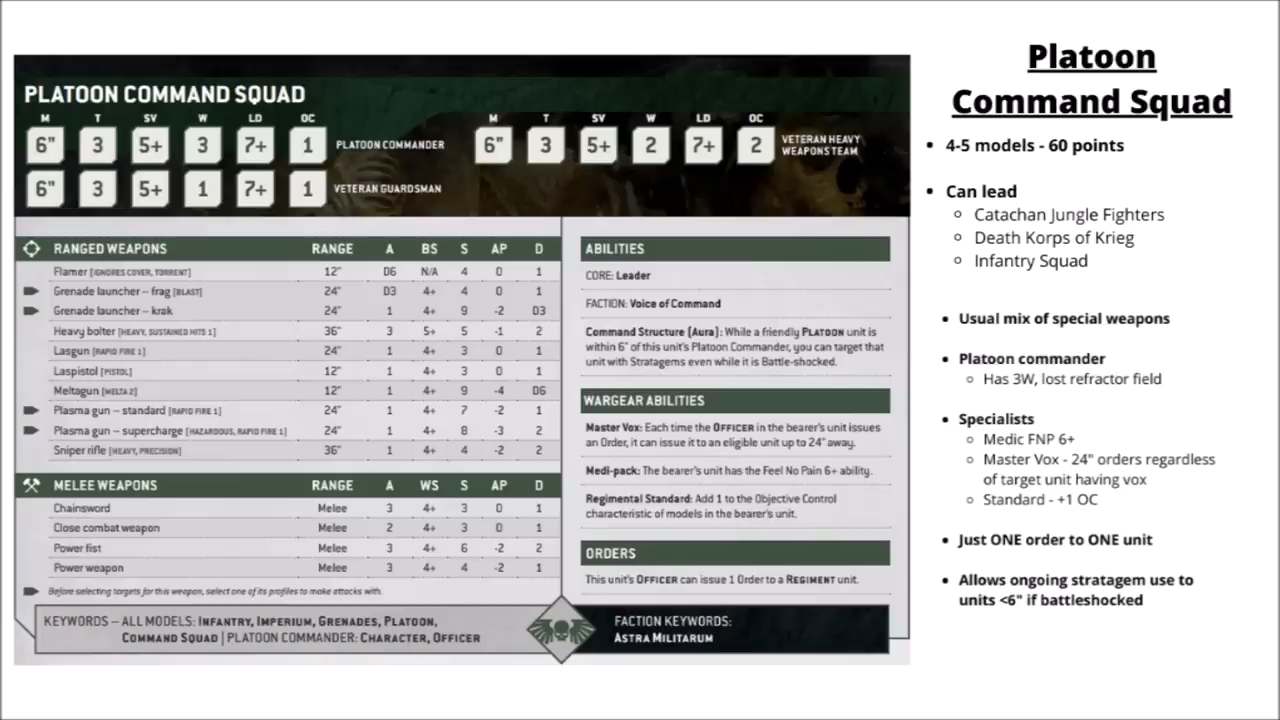 PLATOON COMMAND SQUAD
M T SV W LD OC
6" 3 5+ 3 7+ 1 PLATOON COMMANDER
6" 3 5+ 1 7+ 1 VETERAN GUARDSMAN
M T SV W LD OC
6" 3 5+ 2 7+ 2 VETERAN HEAVY
WEAPONS TEAM
RANGED WEAPONS RANGE A BS S AP D
Flamer [IGNORES COVER, TORRENT] 12" D6 N/A 4 0 1
Grenade launcher – frag [BLAST] 24" D3 4+ 4 0 1
Grenade launcher – krak 24" 1 4+ 9 -2 D3
Heavy bolter [HEAVY, SUSTAINED HITS 1] 36" 3 5+ 5 -1 2
Lasgun [RAPID FIRE 1] 24" 1 4+ 3 0 1
Laspistol [PISTOL] 12" 1 4+ 3 0 1
Meltagun [MELTA 2] 12" 1 4+ 9 -4 D6
Plasma gun – standard [RAPID FIRE 1] 24" 1 4+ 7 -2 1
Plasma gun – supercharge [HAZARDOUS, RAPID FIRE 1] 24" 1 4+ 8 -3 2
Sniper rifle [HEAVY, PRECISION] 36" 1 4+ 4 -2 2
MELEE WEAPONS RANGE A WS S AP D
Chainsword Melee 3 4+ 3 0 1
Close combat weapon Melee 2 4+ 3 0 1
Power fist Melee 3 4+ 6 -2 2
Power weapon Melee 3 4+ 4 -2 1
Before selecting targets for this weapon, select one of its profiles to make attacks with.
ABILITIES
CORE: Leader
FACTION: Voice of Command
Command Structure (Aura): While a friendly PLATOON unit is
within 6" of this unit's Platoon Commander, you can target that
unit with Stratagems even while it is Battle-shocked.
WARGEAR ABILITIES
Master Vox: Each time the OFFICER in the bearer's unit issues
an Order, it can issue it to an eligible unit up to 24" away.
Medi-pack: The bearer's unit has the Feel No Pain 6+ ability.
Regimental Standard: Add 1 to the Objective Control
characteristic of models in the bearer's unit.
ORDERS
This unit's OFFICER can issue 1 Order to a REGIMENT unit.
KEYWORDS – ALL MODELS: INFANTRY, IMPERIUM, GRENADES, PLATOON,
COMMAND SQUAD | PLATOON COMMANDER: CHARACTER, OFFICER
FACTION KEYWORDS:
ASTRA MILITARUM
Platoon
Command Squad
• 4-5 models - 60 points
• Can lead
◦ Catachan Jungle Fighters
◦ Death Korps of Krieg
◦ Infantry Squad
• Usual mix of special weapons
• Platoon commander
◦ Has 3W, lost refractor field
• Specialists
◦ Medic FNP 6+
◦ Master Vox - 24" orders regardless
of target unit having vox
◦ Standard - +1 OC
• Just ONE order to ONE unit
• Allows ongoing stratagem use to
units <6" if battleshocked